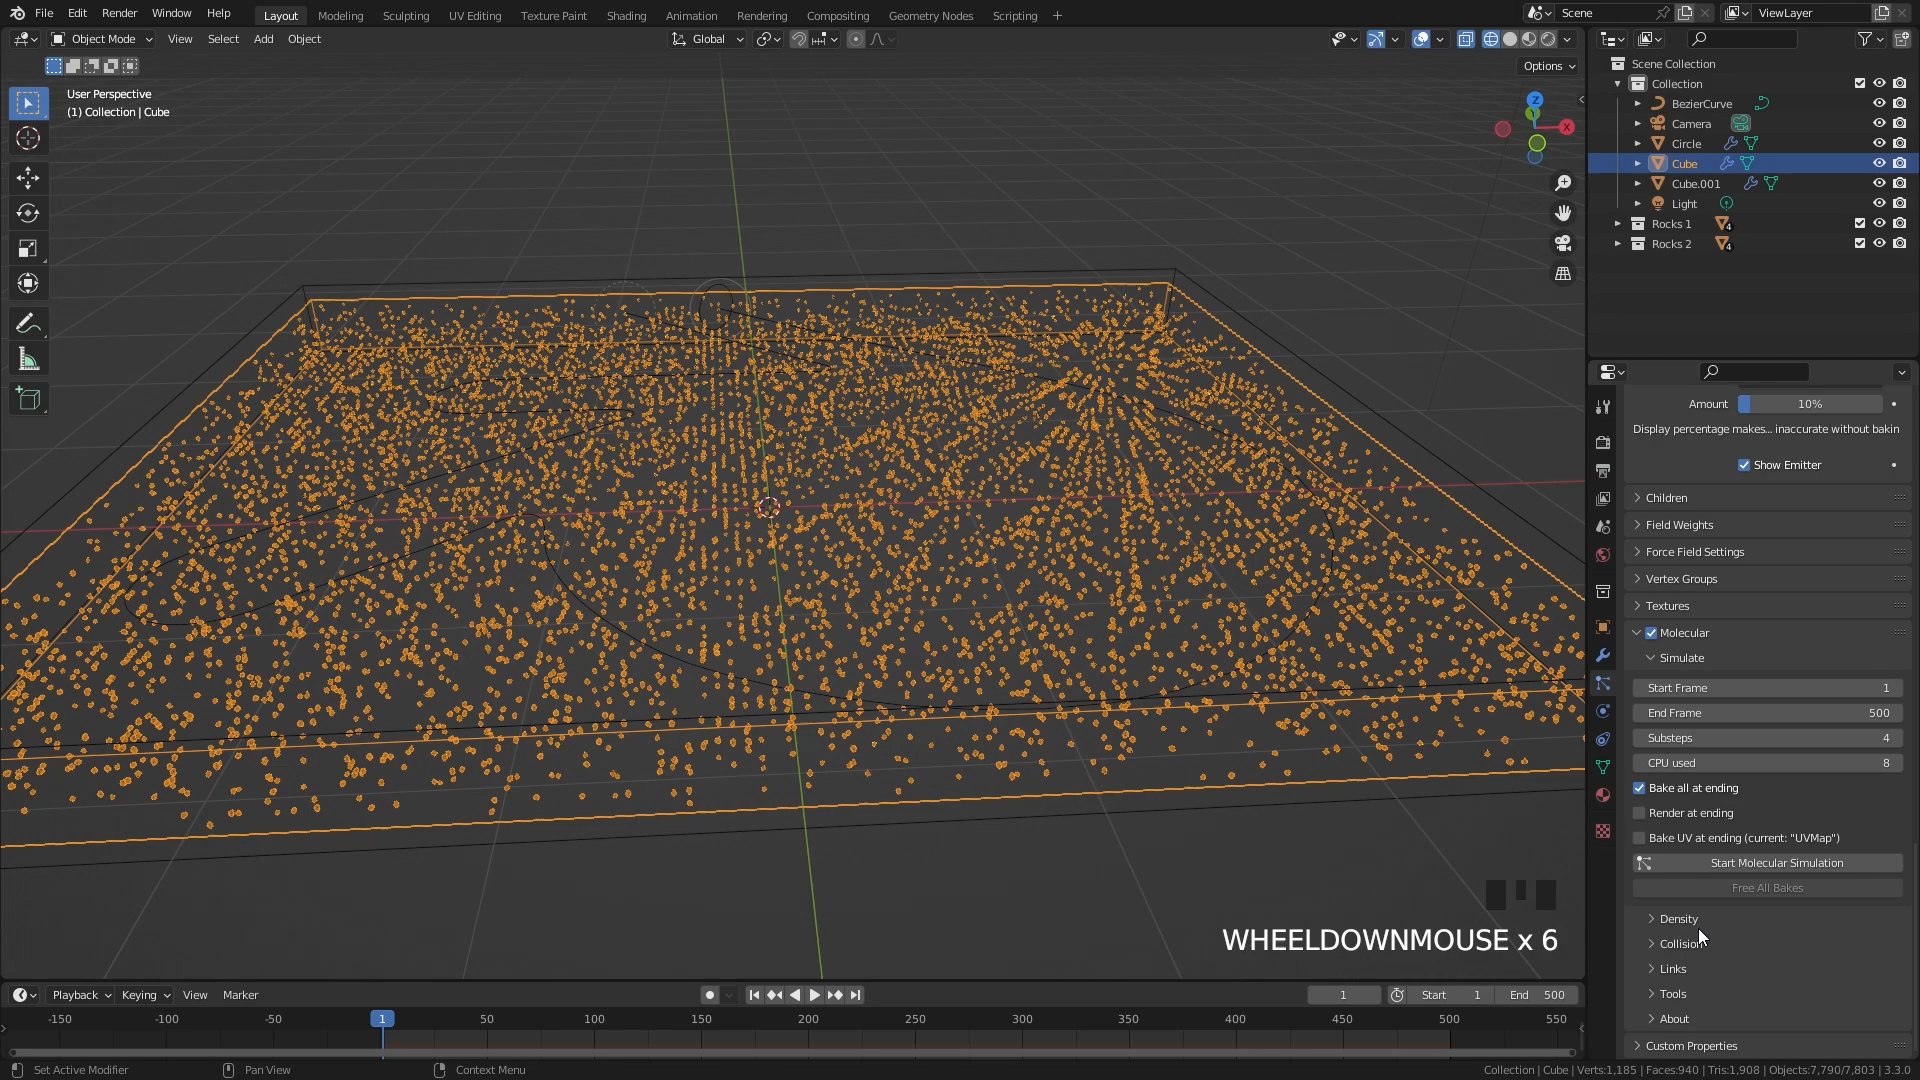 File Edit Render Window Help Layout Modeling Sculpting UV Editing Texture Paint Shading Animation Rendering Compositing Geometry Nodes Scripting + Scene ViewLayer
Object Mode View Select Add Object Global
Options
User Perspective
(1) Collection | Cube
Z
X
WHEELDOWNMOUSE x 6
Scene Collection
Collection
BezierCurve
Camera
Circle
Cube
Cube.001
Light
Rocks 1 4
Rocks 2 4
Amount 10%
Display percentage makes... inaccurate without bakin
Show Emitter
Children
Field Weights
Force Field Settings
Vertex Groups
Textures
Molecular
Simulate
Start Frame 1
End Frame 500
Substeps 4
CPU used 8
Bake all at ending
Render at ending
Bake UV at ending (current: "UVMap")
Start Molecular Simulation
Free All Bakes
Density
Collision
Links
Tools
About
Custom Properties
Playback Keying View Marker 1 Start 1 End 500
-150 -100 -50 1 50 100 150 200 250 300 350 400 450 500 550
Set Active Modifier Pan View Context Menu Collection | Cube | Verts:1,185 | Faces:940 | Tris:1,908 | Objects:7,790/7,803 | 3.3.0